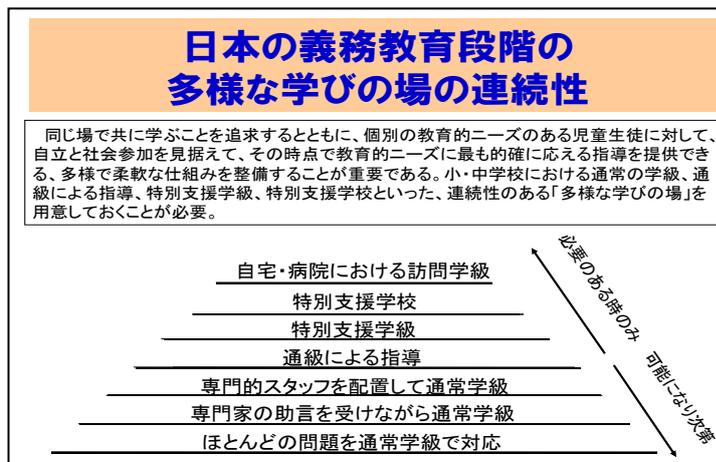 日本の義務教育段階の
多様な学びの場の連続性
同じ場で共に学ぶことを追求するとともに、個別の教育的ニーズのある児童生徒に対して、
自立と社会参加を見据えて、その時点で教育的ニーズに最も的確に応える指導を提供でき
る、多様で柔軟な仕組みを整備することが重要である。小・中学校における通常の学級、通
級による指導、特別支援学級、特別支援学校といった、連続性のある「多様な学びの場」を
用意しておくことが必要。
自宅・病院における訪問学級
特別支援学校
特別支援学級
通級による指導
専門的スタッフを配置して通常学級
専門家の助言を受けながら通常学級
ほとんどの問題を通常学級で対応
必要のある時のみ
可能になり次第